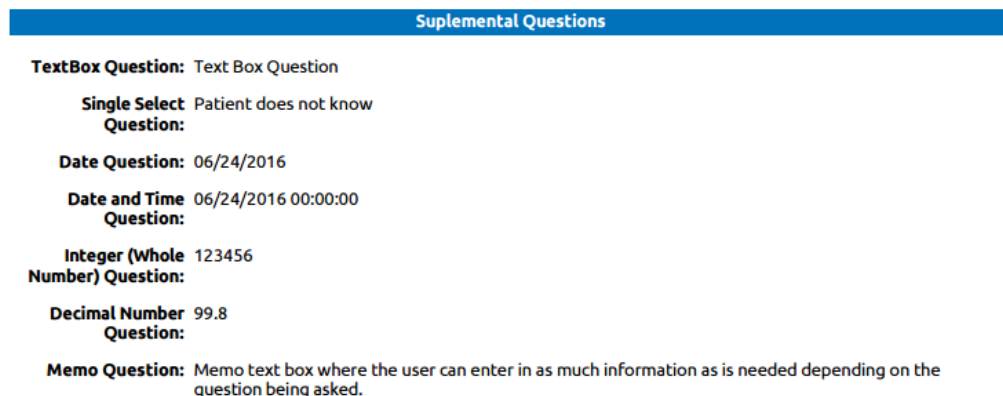 Suplemental Questions
TextBox Question: Text Box Question
Single Select Patient does not know
Question:
Date Question: 06/24/2016
Date and Time 06/24/2016 00:00:00
Question:
Integer (Whole 123456
Number) Question:
Decimal Number 99.8
Question:
Memo Question: Memo text box where the user can enter in as much information as is needed depending on the
question being asked.